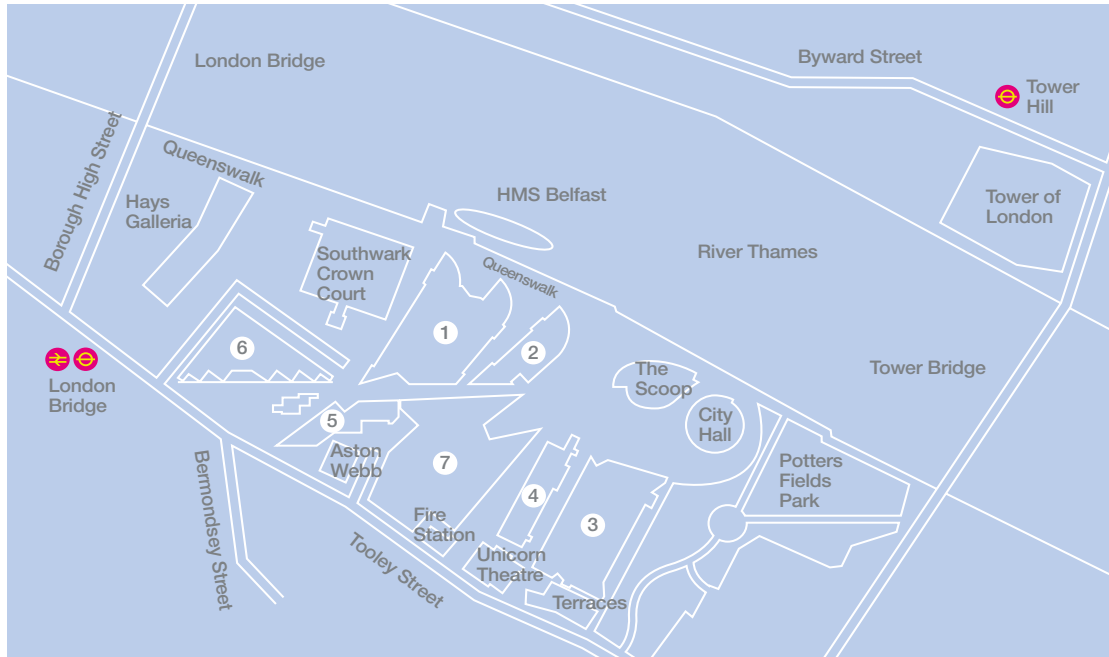 London Bridge
Byward Street
Tower
Hill
Borough High Street
Queenswalk
Hays
Galleria
HMS Belfast
Tower of
London
Southwark
Crown
Court
Queenswalk
River Thames
1
2
6
London
Bridge
The
Scoop
Tower Bridge
City
Hall
5
Aston
Webb
7
Potters
Fields
Park
4
3
Bermondsey Street
Fire
Station
Tooley Street
Unicorn
Theatre
Terraces